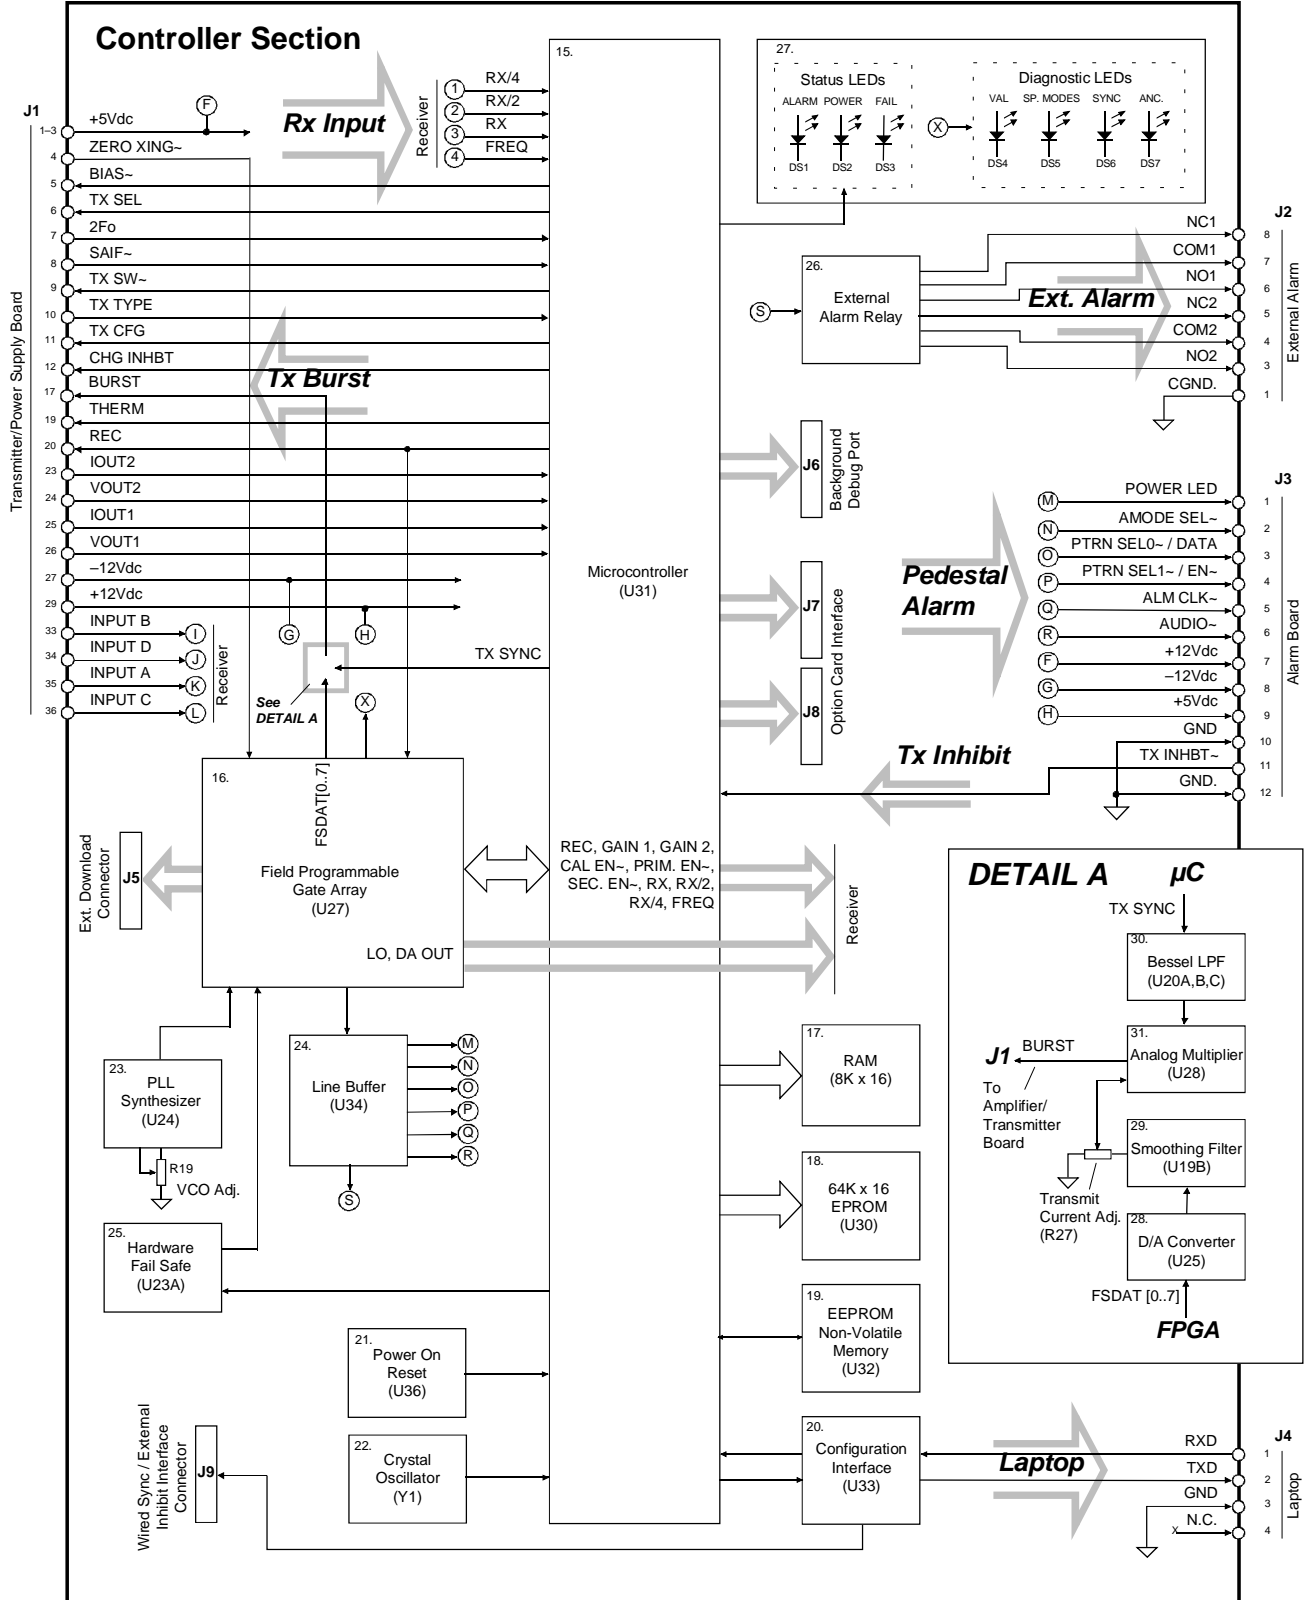 Controller Section
J1
Transmitter/Power Supply Board
1–3 +5Vdc
F
4 ZERO XING~
5 BIAS~
6 TX SEL
7 2Fo
8 SAIF~
9 TX SW~
10 TX TYPE
11 TX CFG
12 CHG INHBT
17 BURST
19 THERM
20 REC
23 IOUT2
24 VOUT2
25 IOUT1
26 VOUT1
27 –12Vdc
29 +12Vdc
33 INPUT B
34 INPUT D
35 INPUT A
36 INPUT C
G
H
I
J
K
L
Receiver
Rx Input
Receiver
1 RX/4
2 RX/2
3 RX
4 FREQ
Tx Burst
15.
Microcontroller
(U31)
TX SYNC
See
DETAIL A
X
27.
Status LEDs
ALARM POWER FAIL
DS1 DS2 DS3
X
Diagnostic LEDs
VAL SP. MODES SYNC ANC.
DS4 DS5 DS6 DS7
S
26.
External
Alarm Relay
Ext. Alarm
J2
External Alarm
NC1 8
COM1 7
NO1 6
NC2 5
COM2 4
NO2 3
CGND. 1
J6
Background
Debug Port
J7
J8
Option Card Interface
Pedestal
Alarm
J3
Alarm Board
M POWER LED 1
N AMODE SEL~ 2
O PTRN SEL0~ / DATA 3
P PTRN SEL1~ / EN~ 4
Q ALM CLK~ 5
R AUDIO~ 6
F +12Vdc 7
G –12Vdc 8
H +5Vdc 9
GND 10
TX INHBT~ 11
GND. 12
Tx Inhibit
16.
FSDAT[0..7]
Field Programmable
Gate Array
(U27)
LO, DA OUT
J5
Ext. Download
Connector
REC, GAIN 1, GAIN 2,
CAL EN~, PRIM. EN~,
SEC. EN~, RX, RX/2,
RX/4, FREQ
Receiver
DETAIL A
µC
TX SYNC
30.
Bessel LPF
(U20A,B,C)
31.
Analog Multiplier
(U28)
J1
BURST
To
Amplifier/
Transmitter
Board
29.
Smoothing Filter
(U19B)
Transmit
Current Adj.
(R27)
28.
D/A Converter
(U25)
FSDAT [0..7]
FPGA
23.
PLL
Synthesizer
(U24)
R19
VCO Adj.
24.
Line Buffer
(U34)
M
N
O
P
Q
R
S
25.
Hardware
Fail Safe
(U23A)
17.
RAM
(8K x 16)
18.
64K x 16
EPROM
(U30)
19.
EEPROM
Non-Volatile
Memory
(U32)
21.
Power On
Reset
(U36)
22.
Crystal
Oscillator
(Y1)
20.
Configuration
Interface
(U33)
J9
Wired Sync / External
Inhibit Interface
Connector
Laptop
J4
Laptop
RXD 1
TXD 2
GND 3
x N.C. 4